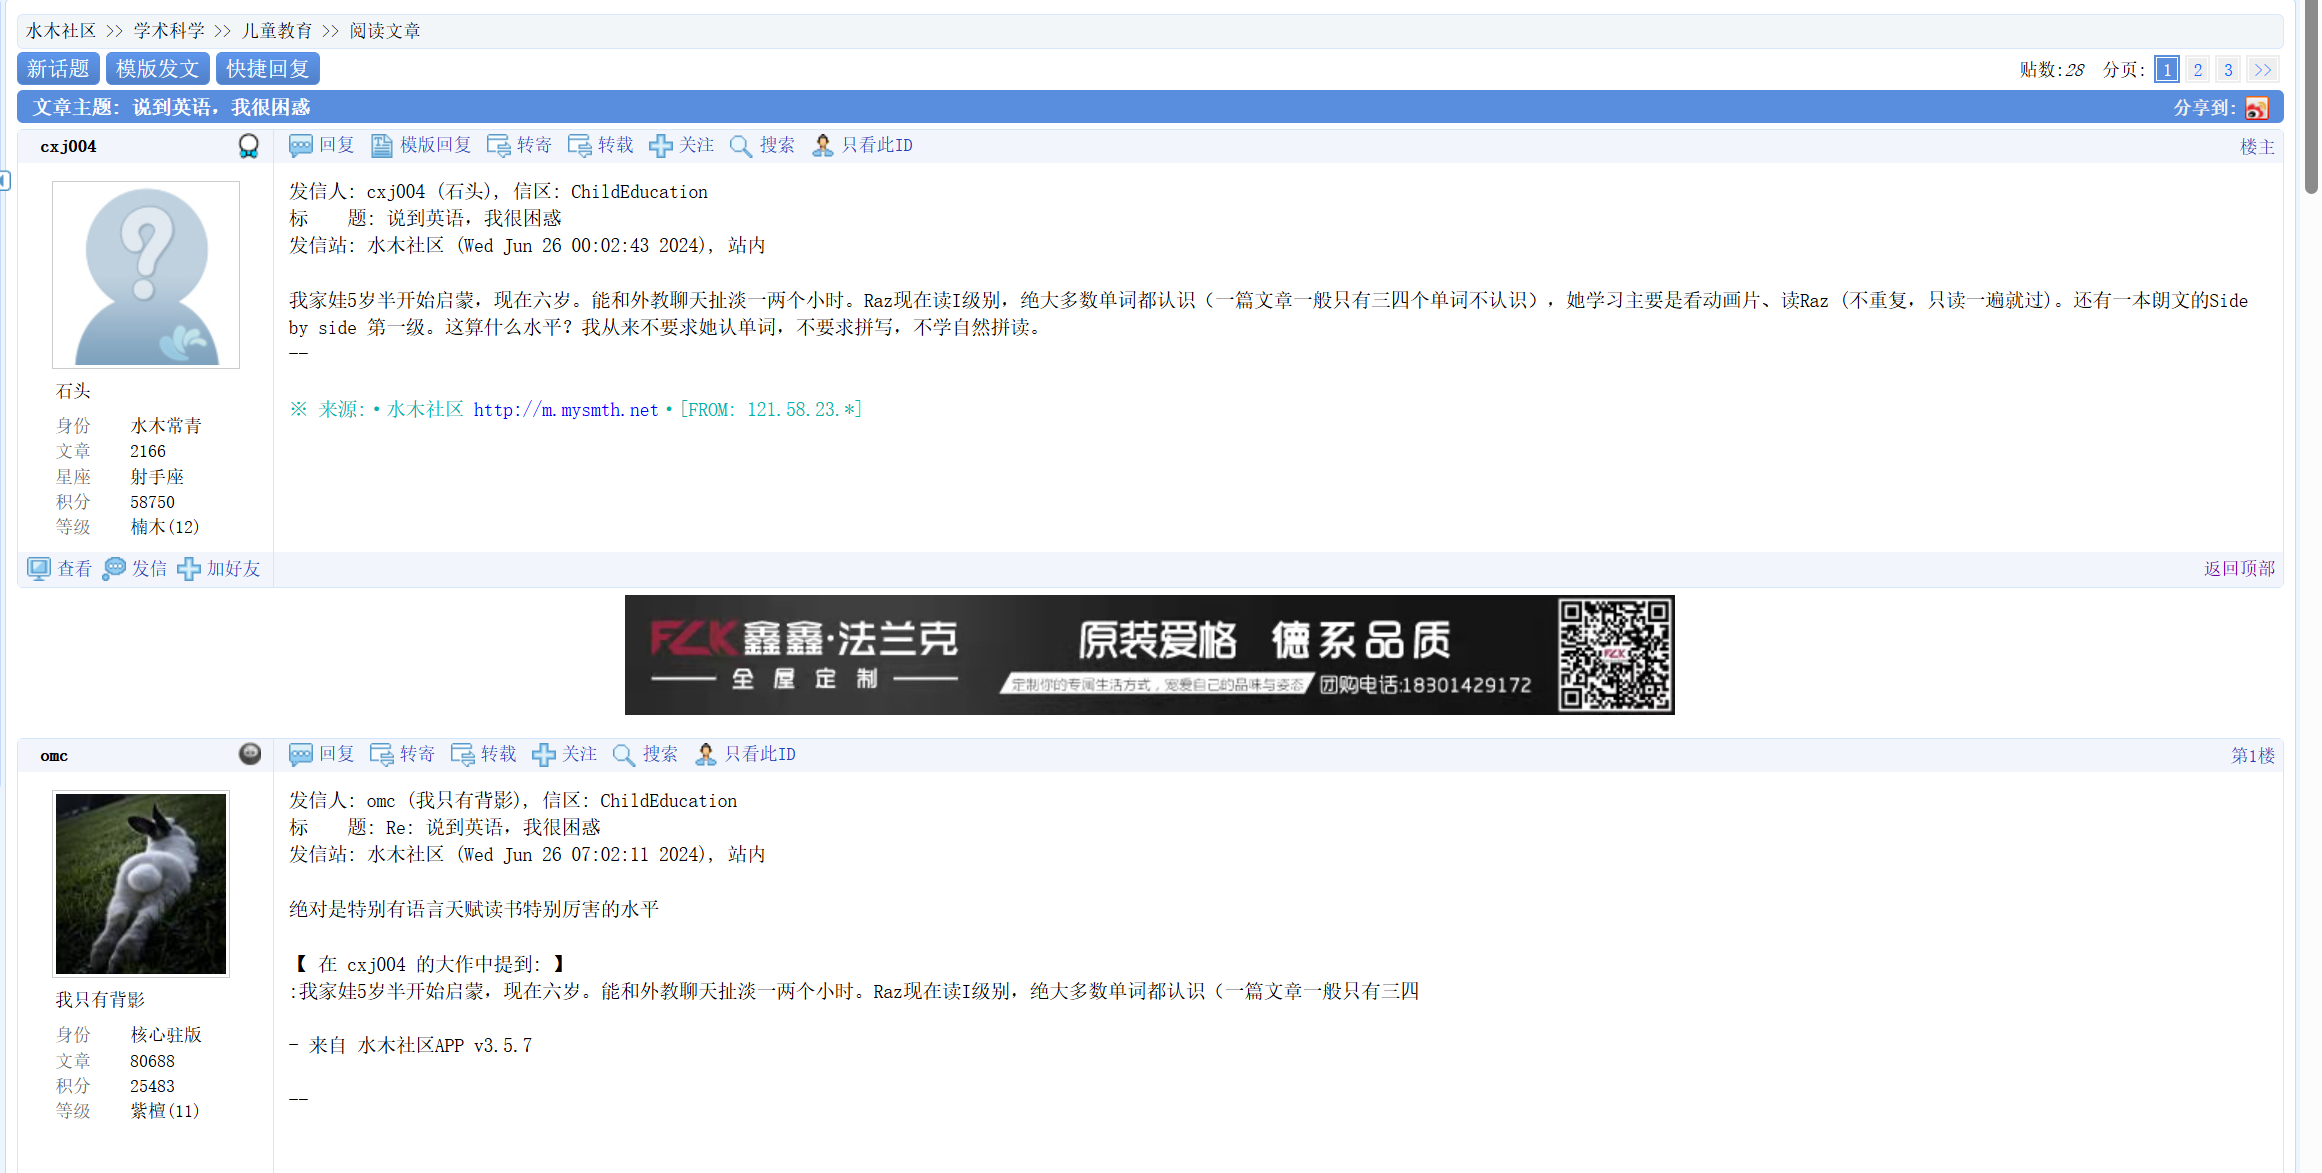 水木社区 >> 学术科学 >> 儿童教育 >> 阅读文章
新话题 模版发文 快捷回复
贴数:28 分页: 1 2 3 >>
文章主题: 说到英语，我很困惑
分享到:
cxj004
回复 模版回复 转寄 转载 关注 搜索 只看此ID
楼主
发信人: cxj004 (石头), 信区: ChildEducation
标 题: 说到英语，我很困惑
发信站: 水木社区 (Wed Jun 26 00:02:43 2024), 站内
我家娃5岁半开始启蒙，现在六岁。能和外教聊天扯淡一两个小时。Raz现在读I级别，绝大多数单词都认识（一篇文章一般只有三四个单词不认识），她学习主要是看动画片、读Raz (不重复，只读一遍就过)。还有一本朗文的Side
by side 第一级。这算什么水平？我从来不要求她认单词，不要求拼写，不学自然拼读。
--
※ 来源:·水木社区 http://m.mysmth.net·[FROM: 121.58.23.*]
石头
身份 水木常青
文章 2166
星座 射手座
积分 58750
等级 楠木(12)
查看 发信 加好友
返回顶部
FLK鑫鑫·法兰克
全屋定制
原装爱格 德系品质
定制你的专属生活方式，宠爱自己的品味与姿态
团购电话:18301429172
FLK
omc
回复 转寄 转载 关注 搜索 只看此ID
第1楼
发信人: omc (我只有背影), 信区: ChildEducation
标 题: Re: 说到英语，我很困惑
发信站: 水木社区 (Wed Jun 26 07:02:11 2024), 站内
绝对是特别有语言天赋读书特别厉害的水平
【 在 cxj004 的大作中提到: 】
:我家娃5岁半开始启蒙，现在六岁。能和外教聊天扯淡一两个小时。Raz现在读I级别，绝大多数单词都认识（一篇文章一般只有三四
- 来自 水木社区APP v3.5.7
--
我只有背影
身份 核心驻版
文章 80688
积分 25483
等级 紫檀(11)